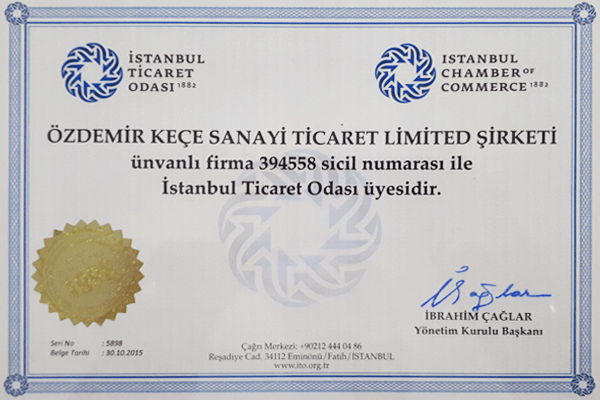 İSTANBUL
TİCARET
ODASI 1882
ISTANBUL
CHAMBER OF
COMMERCE 1882
ÖZDEMİR KEÇE SANAYİ TİCARET LİMİTED ŞİRKETİ
ünvanlı firma 394558 sicil numarası ile
İstanbul Ticaret Odası üyesidir.
İBRAHİM ÇAĞLAR
Yönetim Kurulu Başkanı
Seri No : 5898
Belge Tarihi : 30.10.2015
Çağrı Merkezi: +90212 444 04 86
Reşadiye Cad. 34112 Eminönü / Fatih / İSTANBUL
www.ito.org.tr